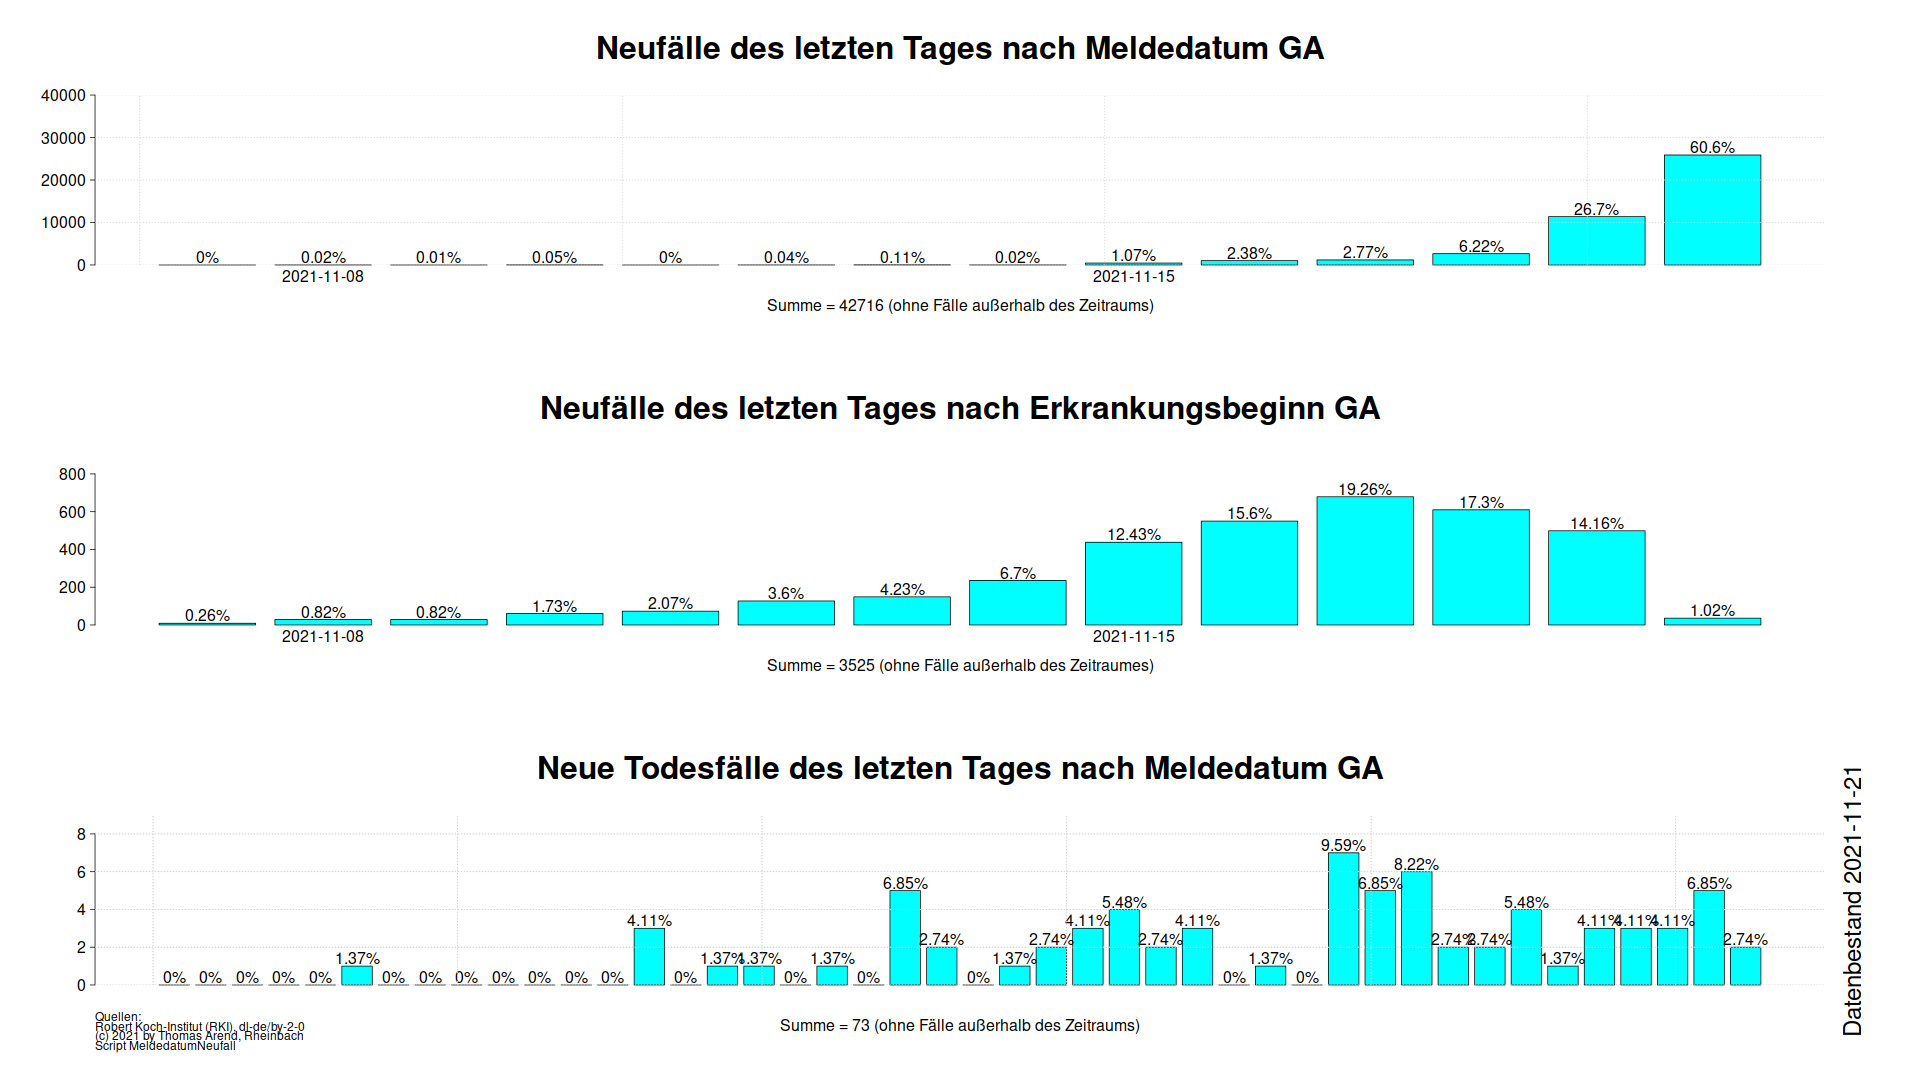 Neufälle des letzten Tages nach Meldedatum GA
40000
30000
20000
10000
0
0% 0.02% 0.01% 0.05% 0% 0.04% 0.11% 0.02% 1.07% 2.38% 2.77% 6.22% 26.7% 60.6%
2021-11-08 2021-11-15
Summe = 42716 (ohne Fälle außerhalb des Zeitraums)
Neufälle des letzten Tages nach Erkrankungsbeginn GA
800
600
400
200
0
0.26% 0.82% 0.82% 1.73% 2.07% 3.6% 4.23% 6.7% 12.43% 15.6% 19.26% 17.3% 14.16% 1.02%
2021-11-08 2021-11-15
Summe = 3525 (ohne Fälle außerhalb des Zeitraumes)
Neue Todesfälle des letzten Tages nach Meldedatum GA
8
6
4
2
0
0% 0% 0% 0% 0% 1.37% 0% 0% 0% 0% 0% 0% 0% 4.11% 0% 1.37% 1.37% 0% 1.37% 0% 6.85% 2.74% 0% 1.37% 2.74% 4.11% 5.48% 2.74% 4.11% 0% 1.37% 0% 9.59% 6.85% 8.22% 2.74% 2.74% 5.48% 1.37% 4.11% 4.11% 4.11% 6.85% 2.74%
Summe = 73 (ohne Fälle außerhalb des Zeitraums)
Quellen:
Robert Koch-Institut (RKI), dl-de/by-2-0
(c) 2021 by Thomas Arend, Rheinbach
Script MeldedatumNeufall
Datenbestand 2021-11-21